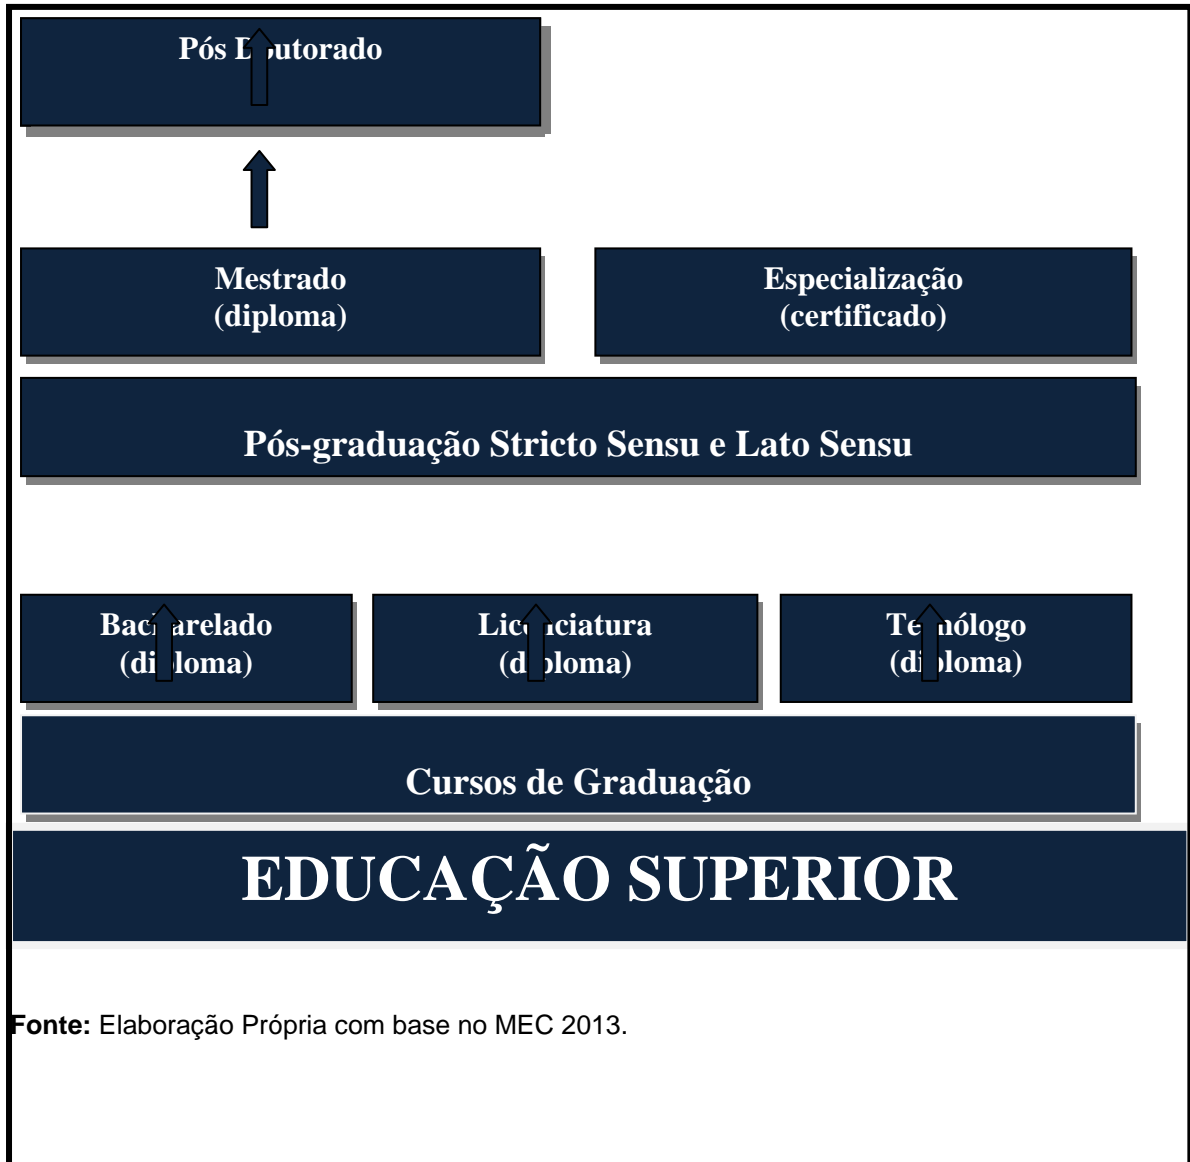 Pós Doutorado
Mestrado
(diploma)
Especialização
(certificado)
Pós-graduação Stricto Sensu e Lato Sensu
Bacharelado
(diploma)
Licenciatura
(diploma)
Tecnólogo
(diploma)
Cursos de Graduação
EDUCAÇÃO SUPERIOR
Fonte: Elaboração Própria com base no MEC 2013.